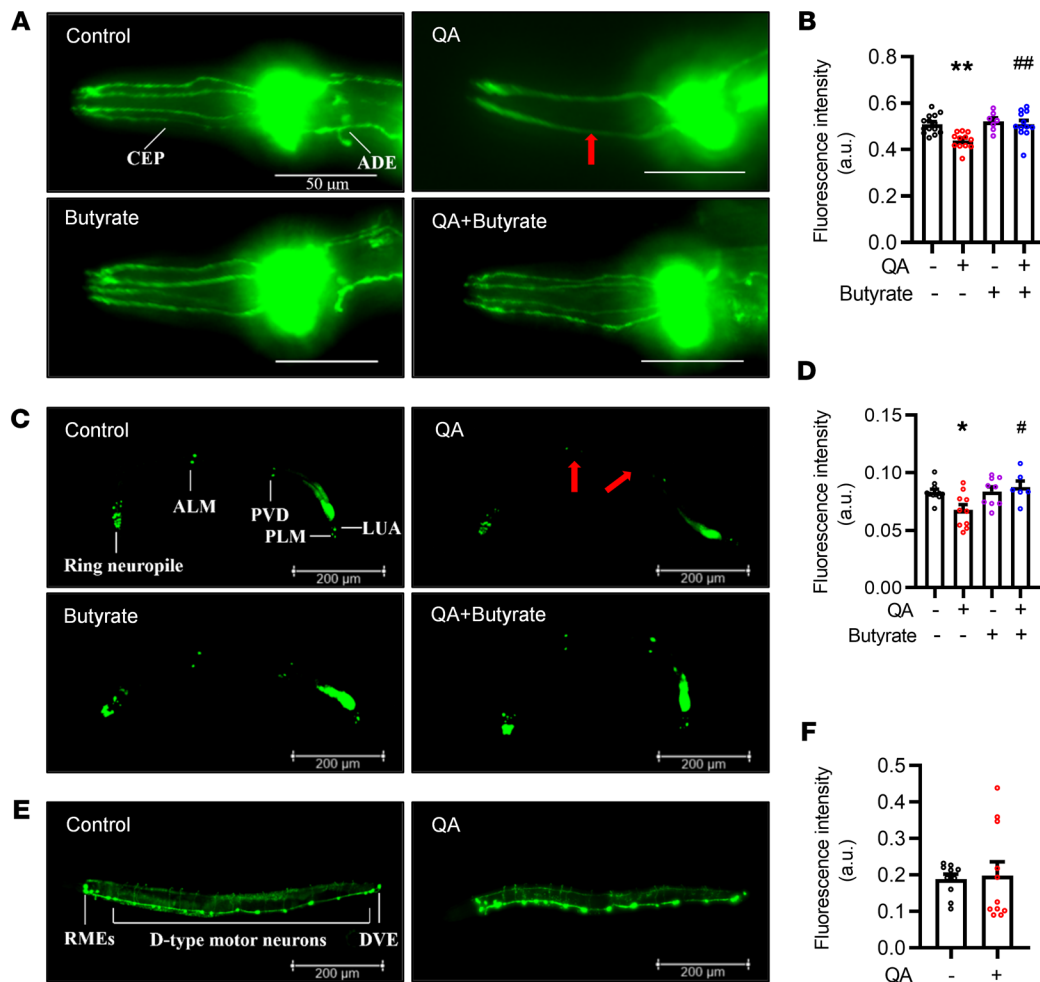 A
Control
QA
CEP
ADE
50 µm
Butyrate
QA+Butyrate
B
Fluorescence intensity
(a.u.)
0.8
0.6
0.4
0.2
0.0
**
##
QA - + - +
Butyrate - - + +
C
Control
QA
ALM
PVD
PLM
LUA
Ring neuropile
200 µm
200 µm
Butyrate
QA+Butyrate
200 µm
200 µm
D
Fluorescence intensity
(a.u.)
0.15
0.10
0.05
0.00
*
#
QA - + - +
Butyrate - - + +
E
Control
QA
RMEs
D-type motor neurons
DVE
200 µm
200 µm
F
Fluorescence intensity
(a.u.)
0.5
0.4
0.3
0.2
0.1
0.0
QA - +